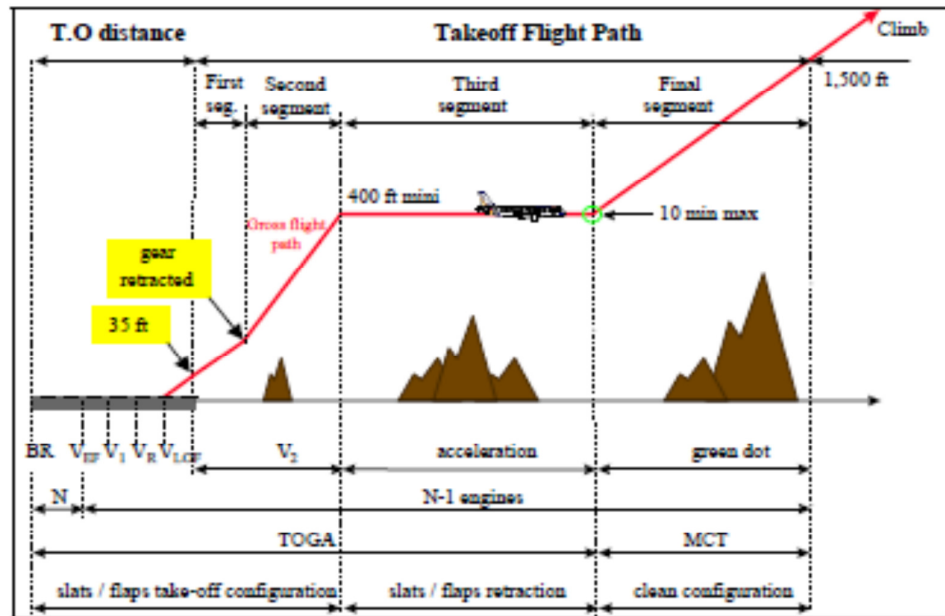 T.O distance
Takeoff Flight Path
Climb
1,500 ft
First
seg.
Second
segment
Third
segment
Final
segment
400 ft mini
10 min max
Gross flight
path
gear
retracted
35 ft
BR VEF V1 VR VLOF
V2
acceleration
green dot
N
N-1 engines
TOGA
MCT
slats / flaps take-off configuration
slats / flaps retraction
clean configuration